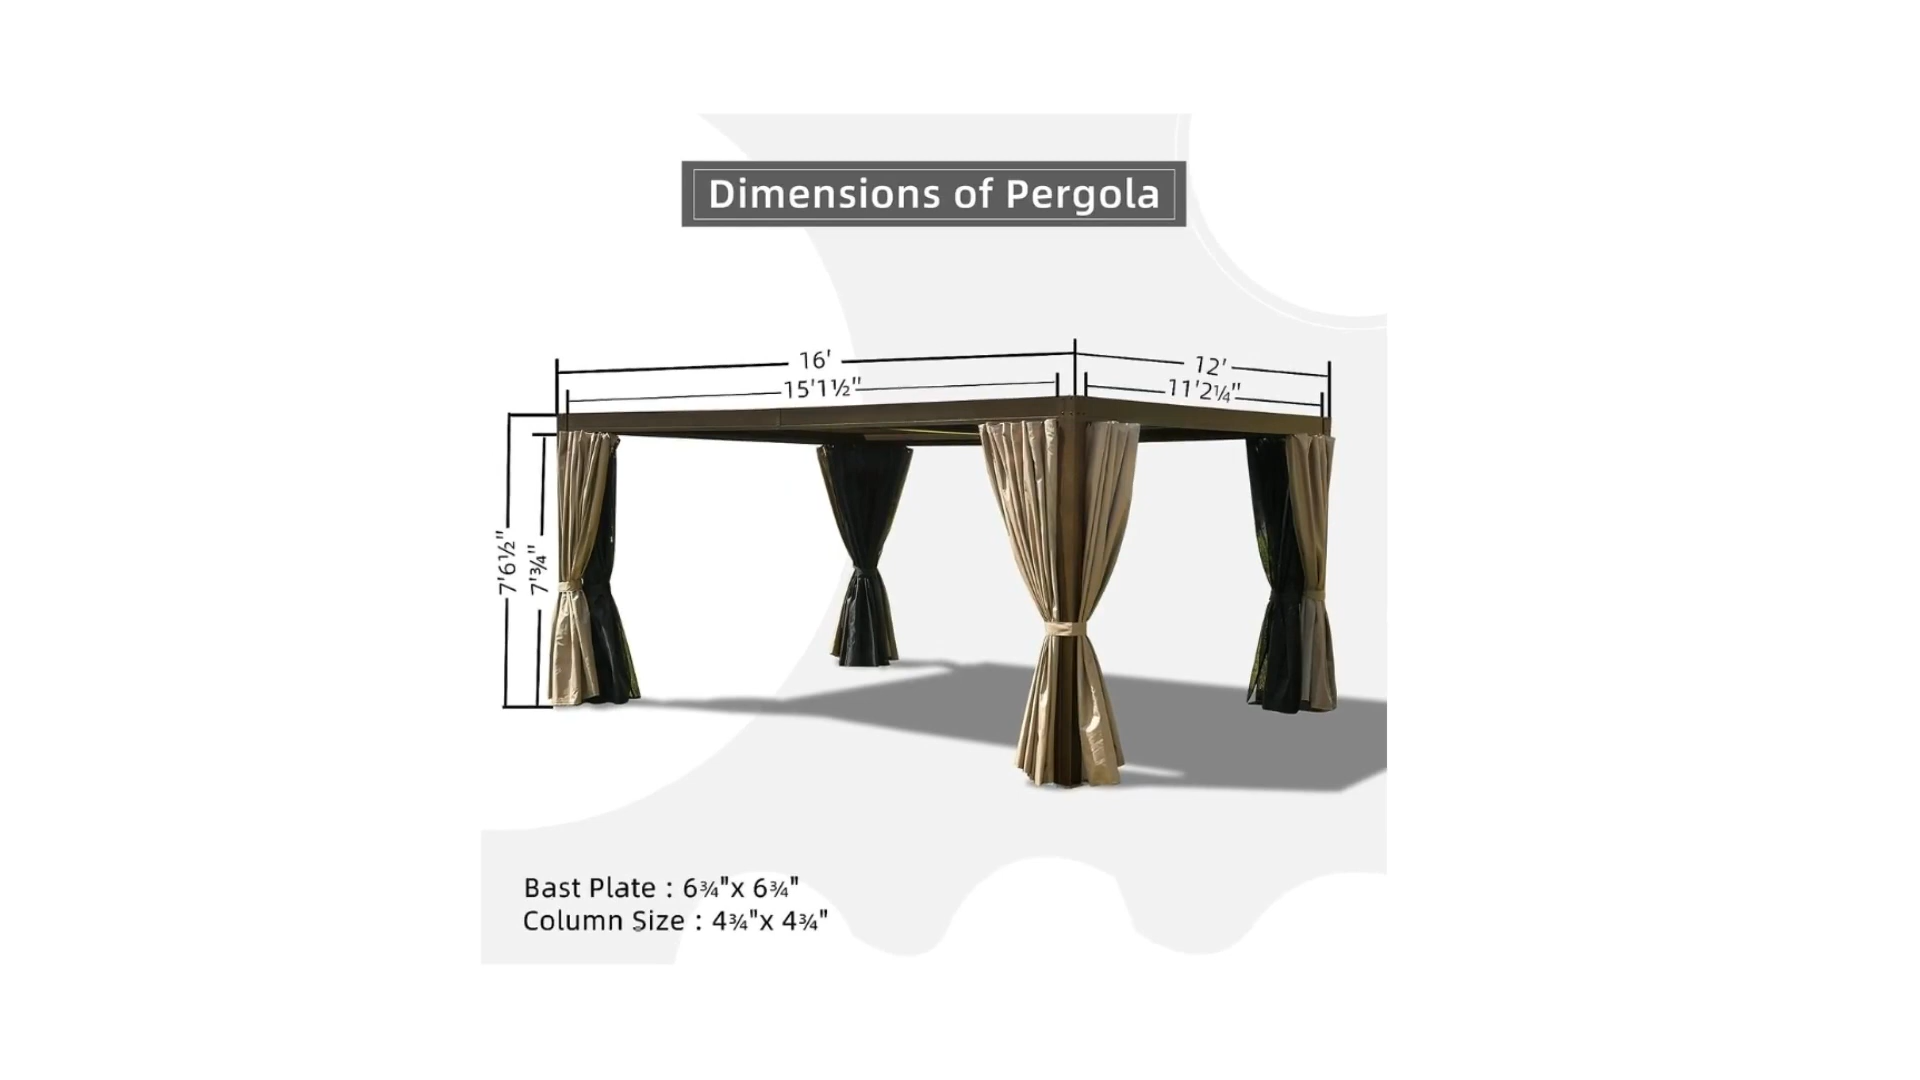 Dimensions of Pergola
16'
12'
15'1½"
11'2¼"
7'6½"
7'¾"
Bast Plate : 6¾"x 6¾"
Column Size : 4¾"x 4¾"